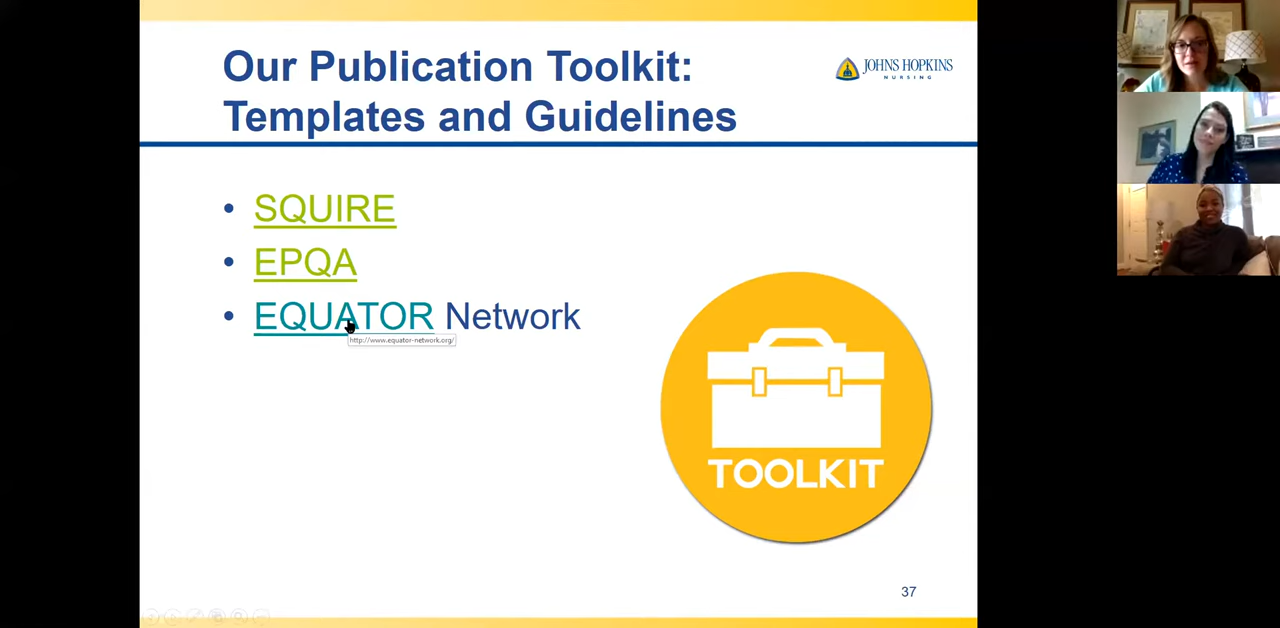 Our Publication Toolkit:
Templates and Guidelines
JOHNS HOPKINS
NURSING
• SQUIRE
• EPQA
• EQUATOR Network
http://www.equator-network.org/
TOOLKIT
37